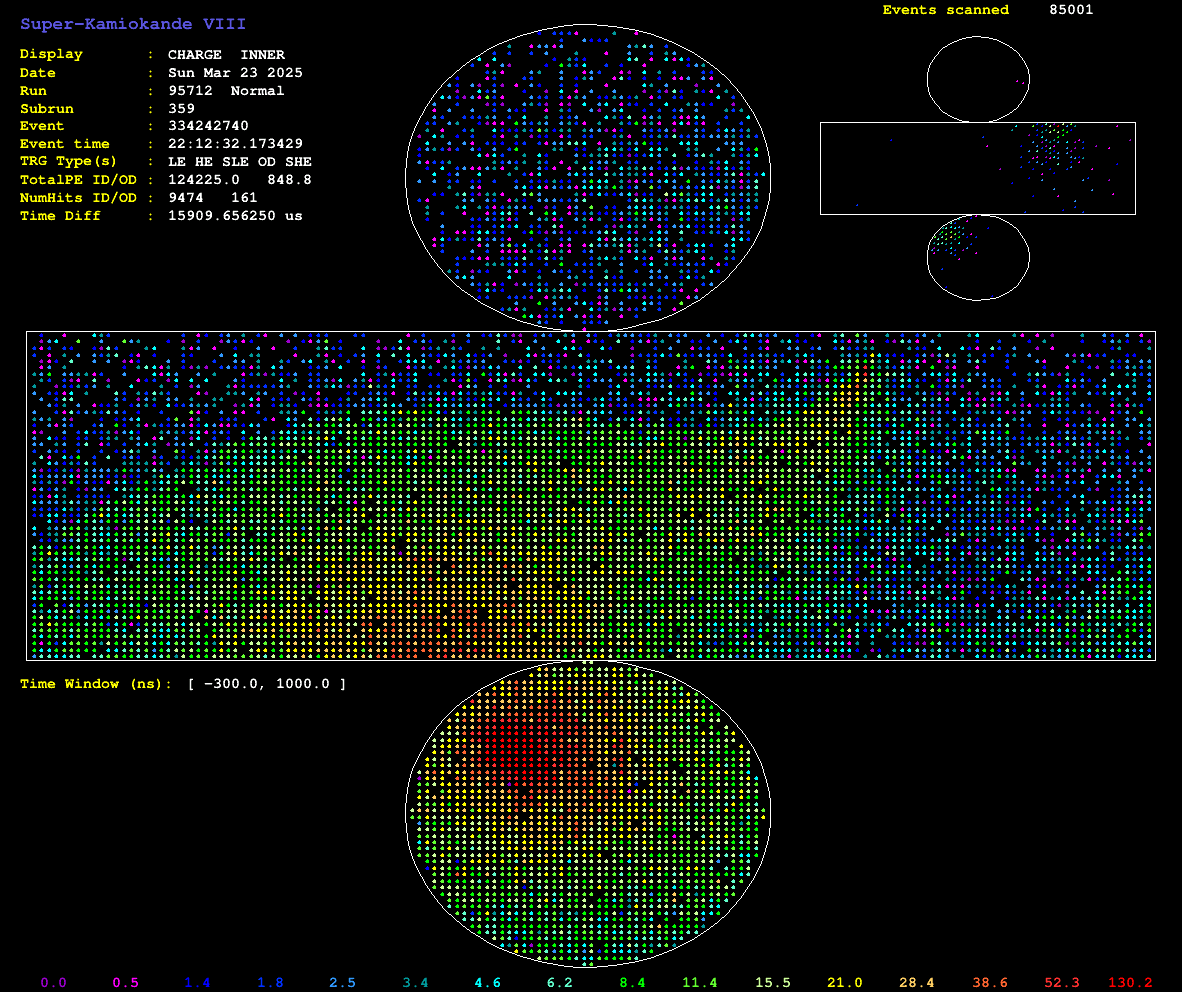 Super-Kamiokande VIII
Display : CHARGE INNER
Date : Sun Mar 23 2025
Run : 95712 Normal
Subrun : 359
Event : 334242740
Event time : 22:12:32.173429
TRG Type(s) : LE HE SLE OD SHE
TotalPE ID/OD : 124225.0 848.8
NumHits ID/OD : 9474 161
Time Diff : 15909.656250 us
Events scanned 85001
Time Window (ns): [ -300.0, 1000.0 ]
0.0 0.5 1.4 1.8 2.5 3.4 4.6 6.2 8.4 11.4 15.5 21.0 28.4 38.6 52.3 130.2